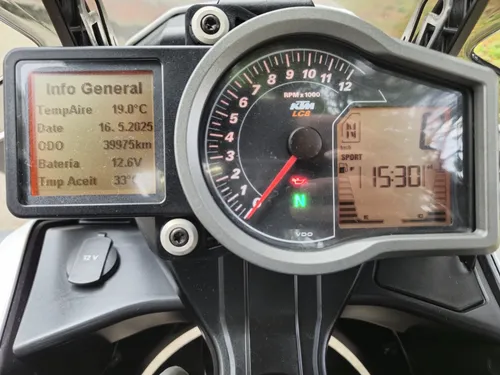 Info General
TempAire 19.0°C
Date 16. 5.2025
ODO 39975km
Bateria 12.6V
Tmp Aceit 33°
12 V
0 1 2 3 4 5 6 7 8 9 10 11 12
RPM x 1000
KTM
LC8
N
VDO
N
SPORT
15:30